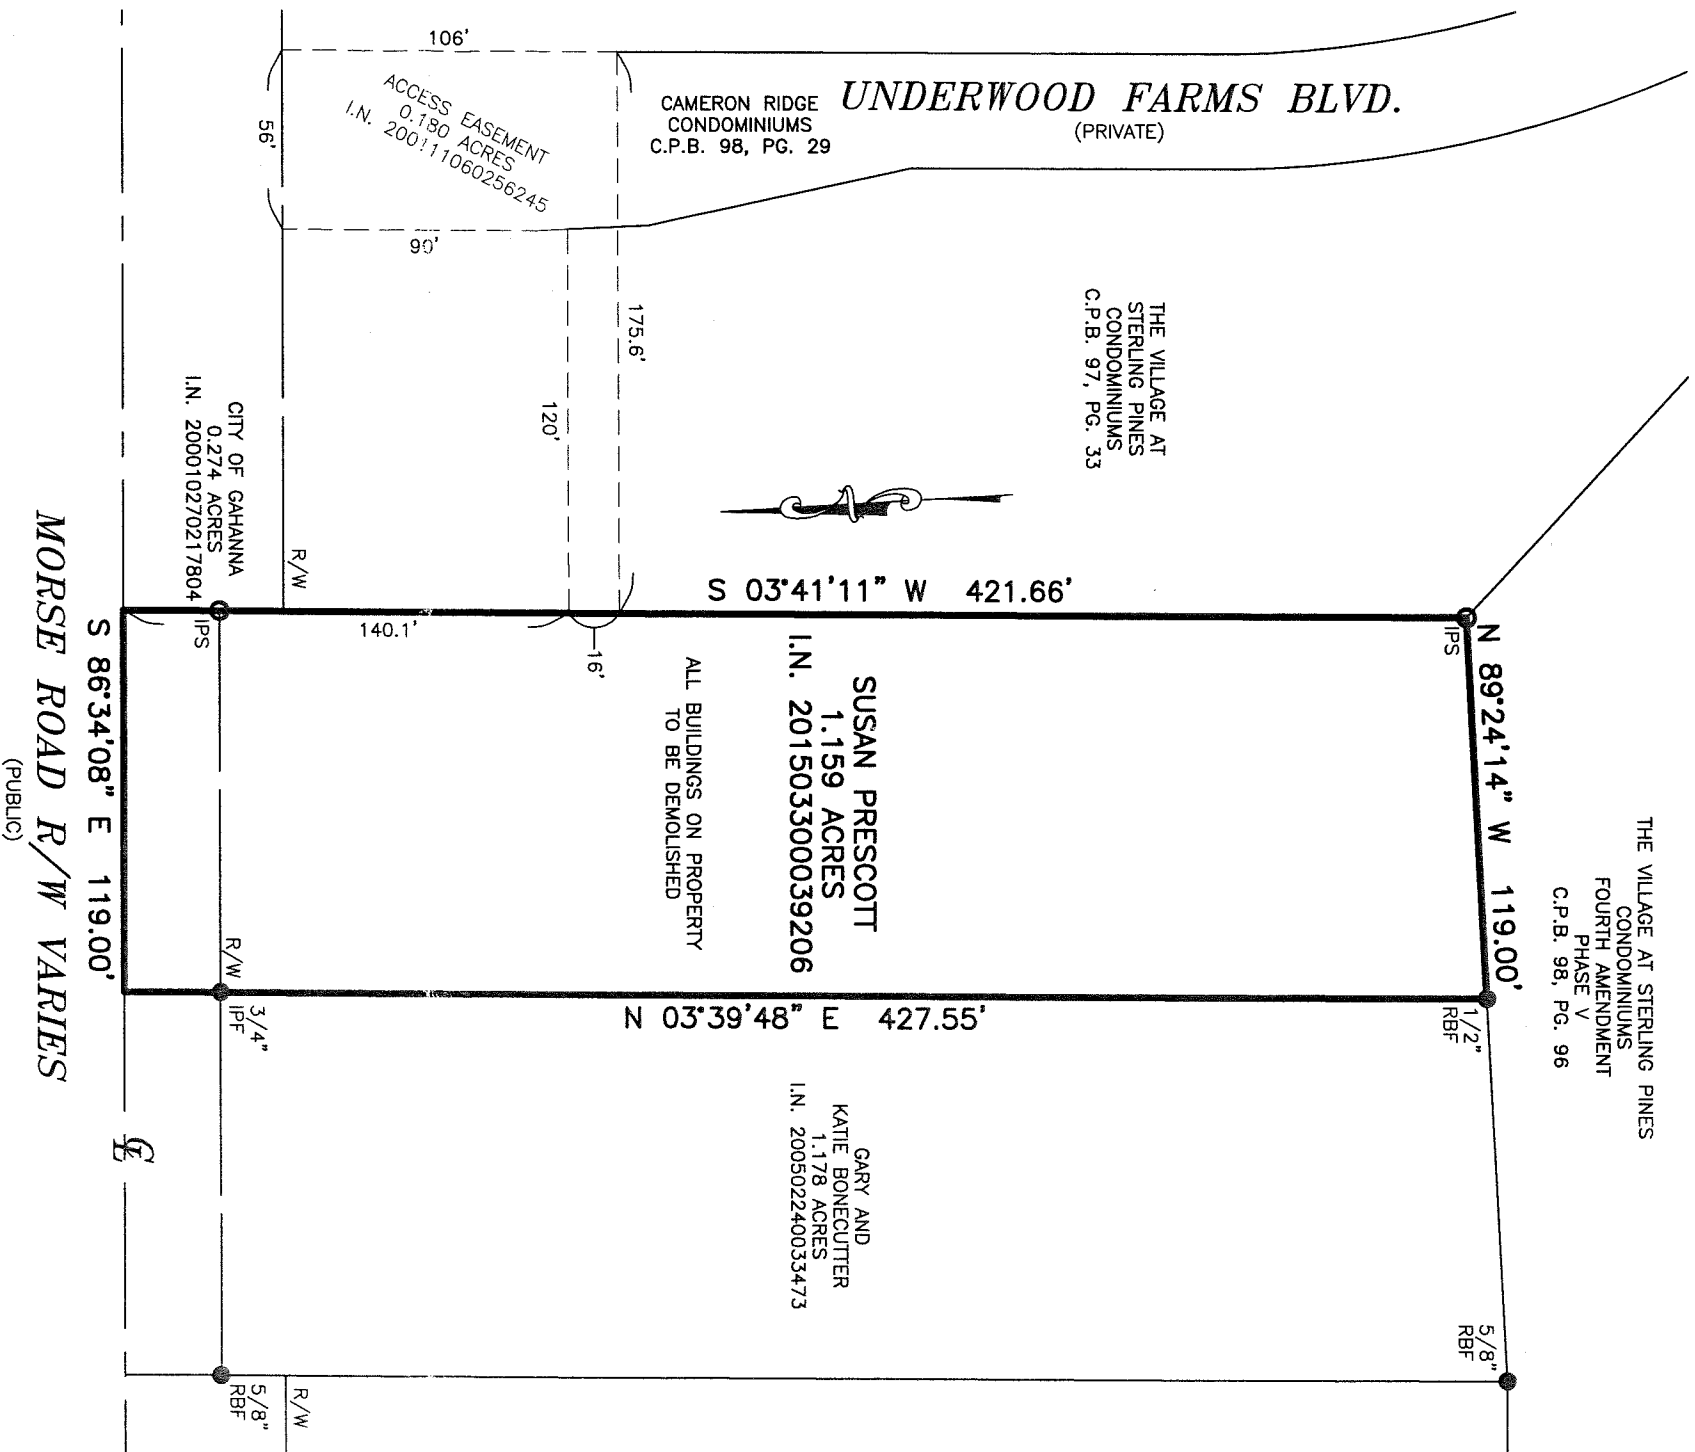 UNDERWOOD FARMS BLVD.
(PRIVATE)
CAMERON RIDGE
CONDOMINIUMS
C.P.B. 98, PG. 29
106'
ACCESS EASEMENT
0.180 ACRES
I.N. 200111060256245
56'
90'
175.6'
120'
THE VILLAGE AT
STERLING PINES
CONDOMINIUMS
C.P.B. 97, PG. 33
CITY OF GAHANNA
0.274 ACRES
I.N. 200010270217804
R/W
S 03°41'11" W 421.66'
IPS
140.1'
16'
IPS
N 89°24'14" W 119.00'
SUSAN PRESCOTT
1.159 ACRES
I.N. 201503300039206
ALL BUILDINGS ON PROPERTY
TO BE DEMOLISHED
THE VILLAGE AT STERLING PINES
CONDOMINIUMS
FOURTH AMENDMENT
PHASE V
C.P.B. 98, PG. 96
S 86°34'08" E 119.00'
MORSE ROAD R/W VARIES
(PUBLIC)
R/W
3/4"
IPF
N 03°39'48" E 427.55'
1/2"
RBF
GARY AND
KATIE BONECUTTER
1.178 ACRES
I.N. 200502240033473
CL
5/8"
RBF
5/8"
RBF
R/W